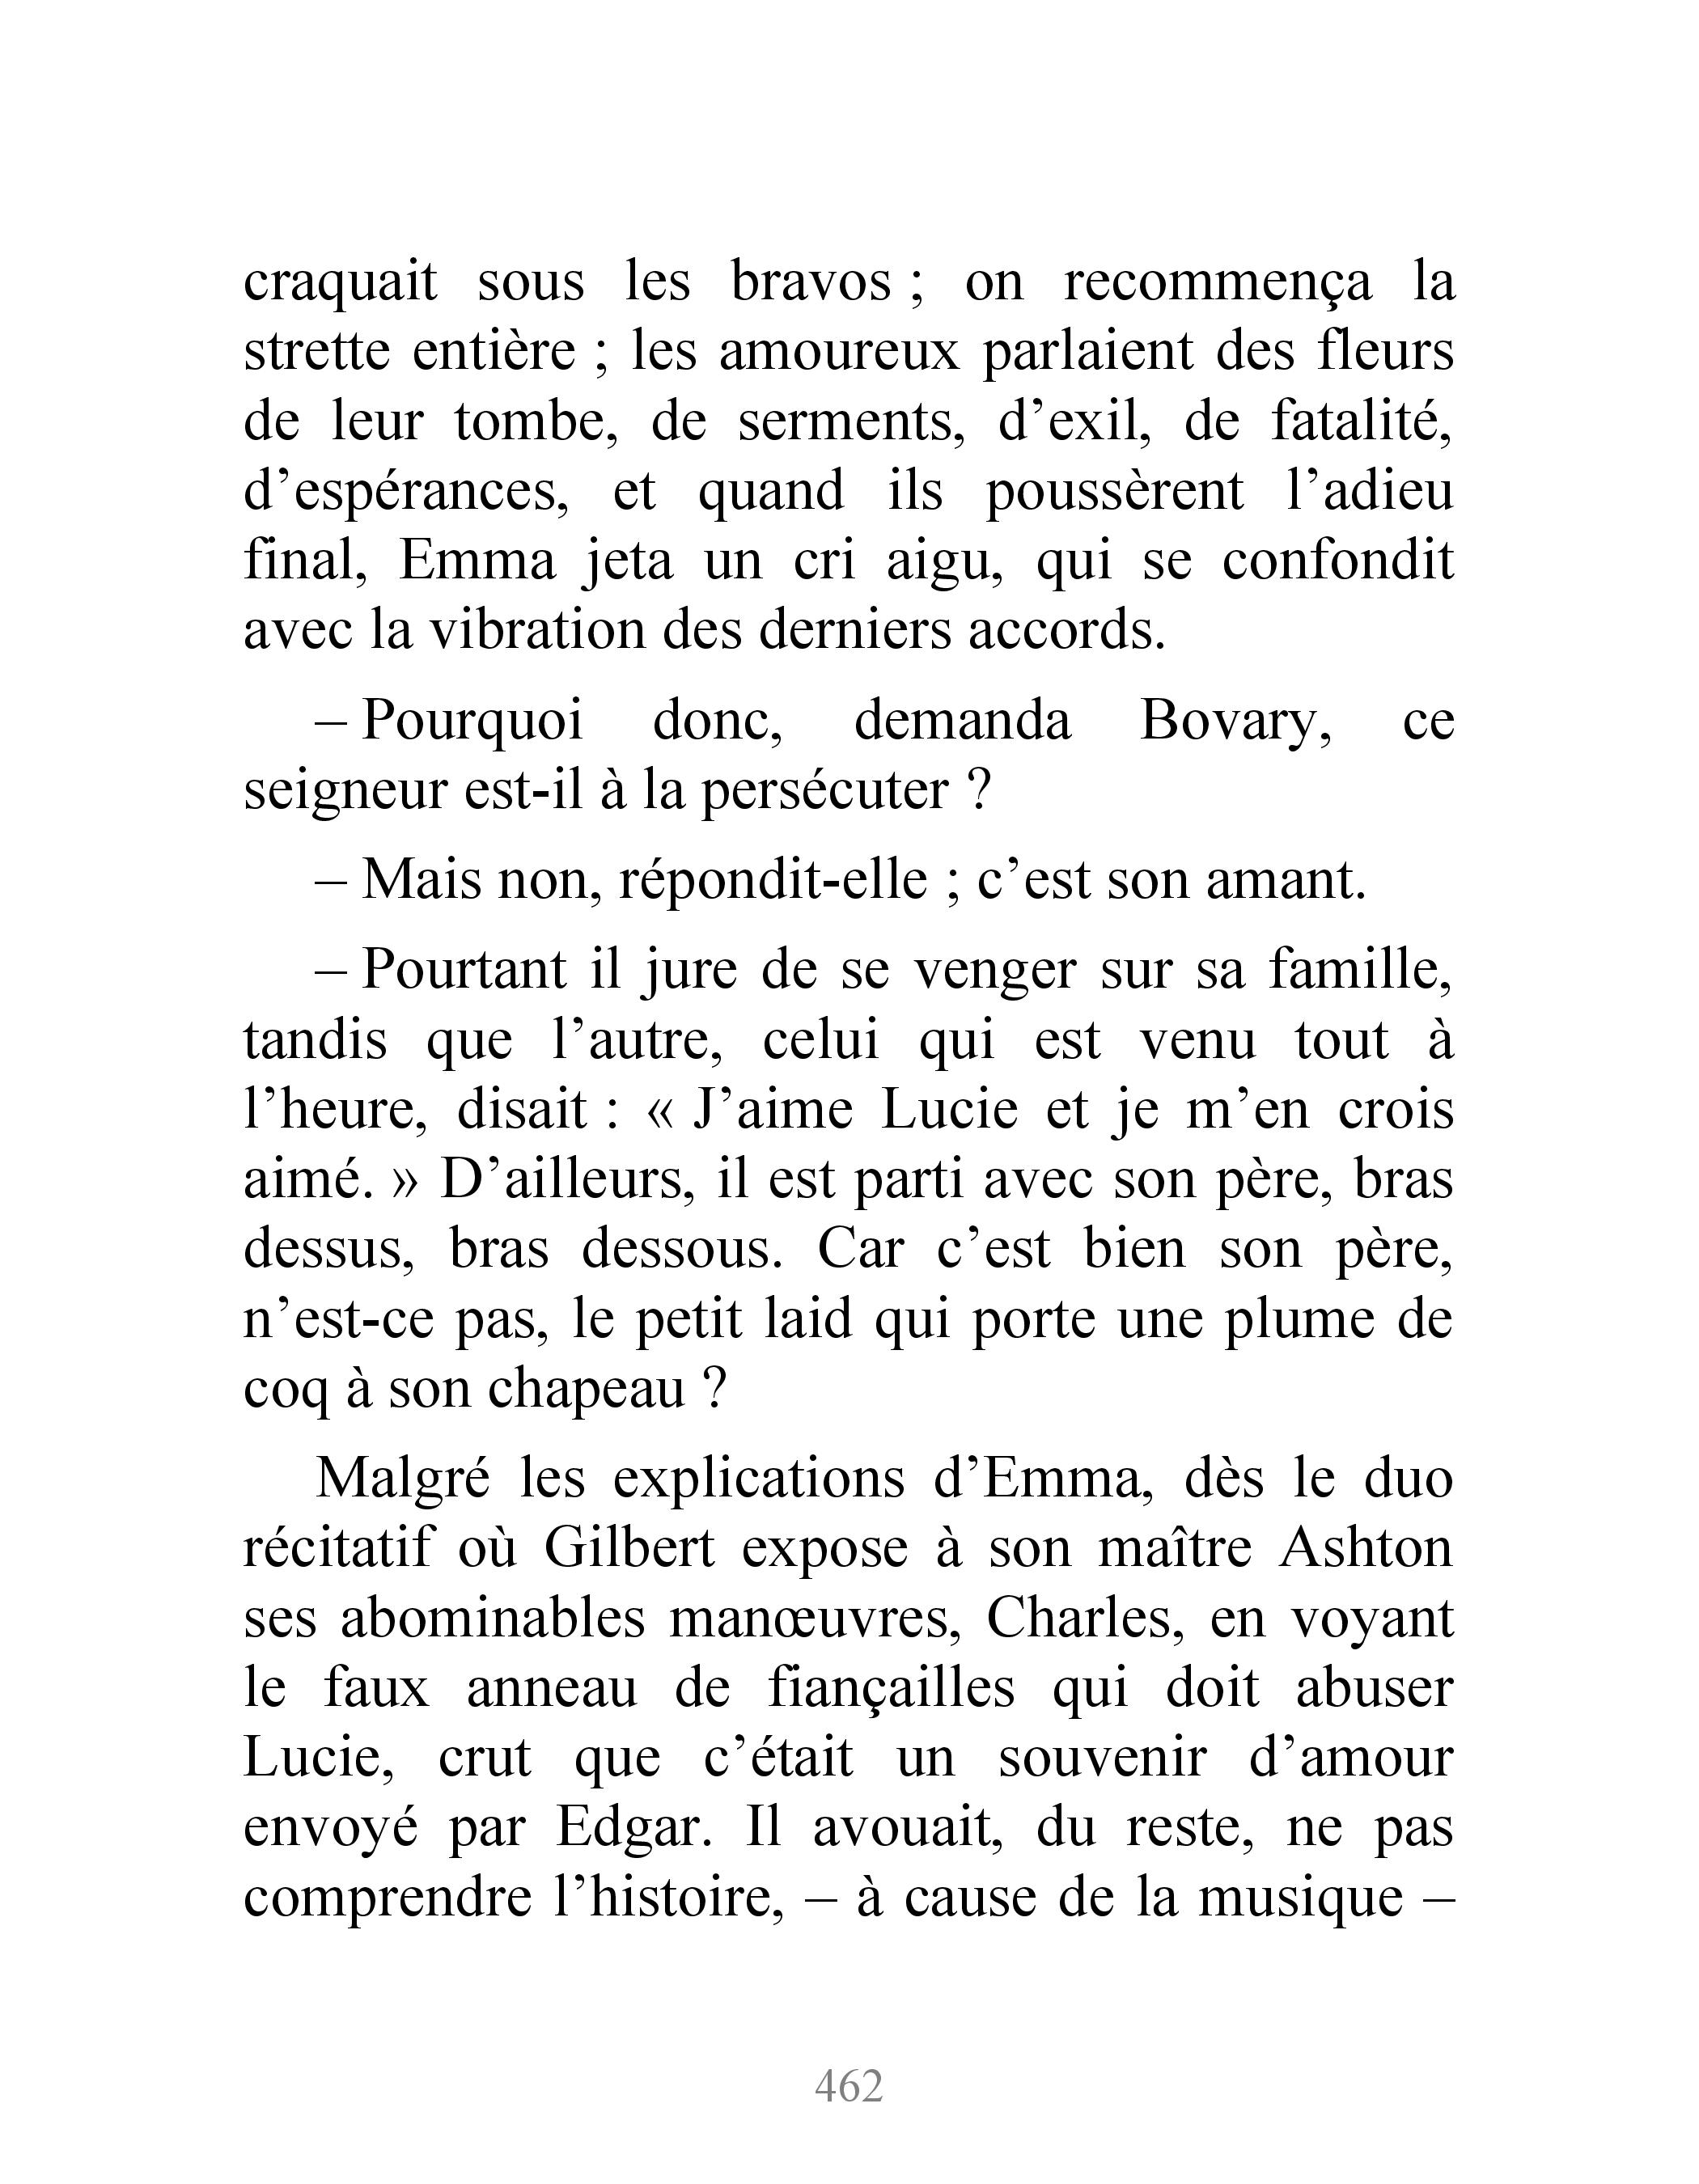 craquait sous les bravos ; on recommença la
strette entière ; les amoureux parlaient des fleurs
de leur tombe, de serments, d’exil, de fatalité,
d’espérances, et quand ils poussèrent l’adieu
final, Emma jeta un cri aigu, qui se confondit
avec la vibration des derniers accords.
– Pourquoi donc, demanda Bovary, ce
seigneur est-il à la persécuter ?
– Mais non, répondit-elle ; c’est son amant.
– Pourtant il jure de se venger sur sa famille,
tandis que l’autre, celui qui est venu tout à
l’heure, disait : « J’aime Lucie et je m’en crois
aimé. » D’ailleurs, il est parti avec son père, bras
dessus, bras dessous. Car c’est bien son père,
n’est-ce pas, le petit laid qui porte une plume de
coq à son chapeau ?
Malgré les explications d’Emma, dès le duo
récitatif où Gilbert expose à son maître Ashton
ses abominables manœuvres, Charles, en voyant
le faux anneau de fiançailles qui doit abuser
Lucie, crut que c’était un souvenir d’amour
envoyé par Edgar. Il avouait, du reste, ne pas
comprendre l’histoire, – à cause de la musique –
462